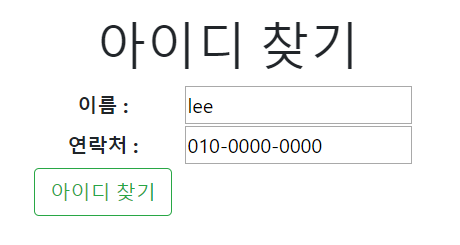 아이디 찾기
이름 : lee
연락처 : 010-0000-0000
아이디 찾기